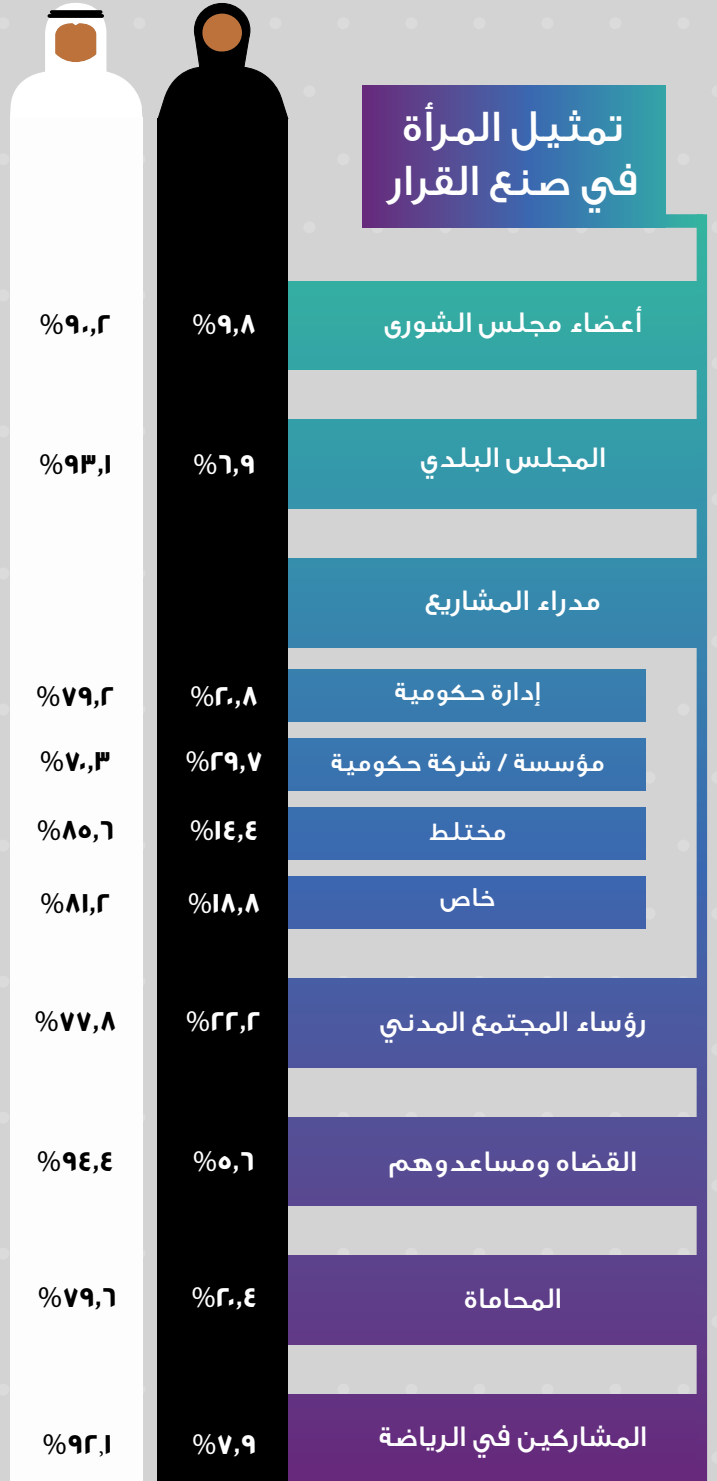 تمثيل المرأة
في صنع القرار
أعضاء مجلس الشورى %٩,٨ %٩٠,٢
المجلس البلدي %٦,٩ %٩٣,١
مدراء المشاريع
إدارة حكومية %٢٠,٨ %٧٩,٢
مؤسسة / شركة حكومية %٢٩,٧ %٧٠,٣
مختلط %١٤,٤ %٨٥,٦
خاص %١٨,٨ %٨١,٢
رؤساء المجتمع المدني %٢٢,٢ %٧٧,٨
القضاه ومساعدوهم %٥,٦ %٩٤,٤
المحاماة %٢٠,٤ %٧٩,٦
المشاركين في الرياضة %٧,٩ %٩٢,١